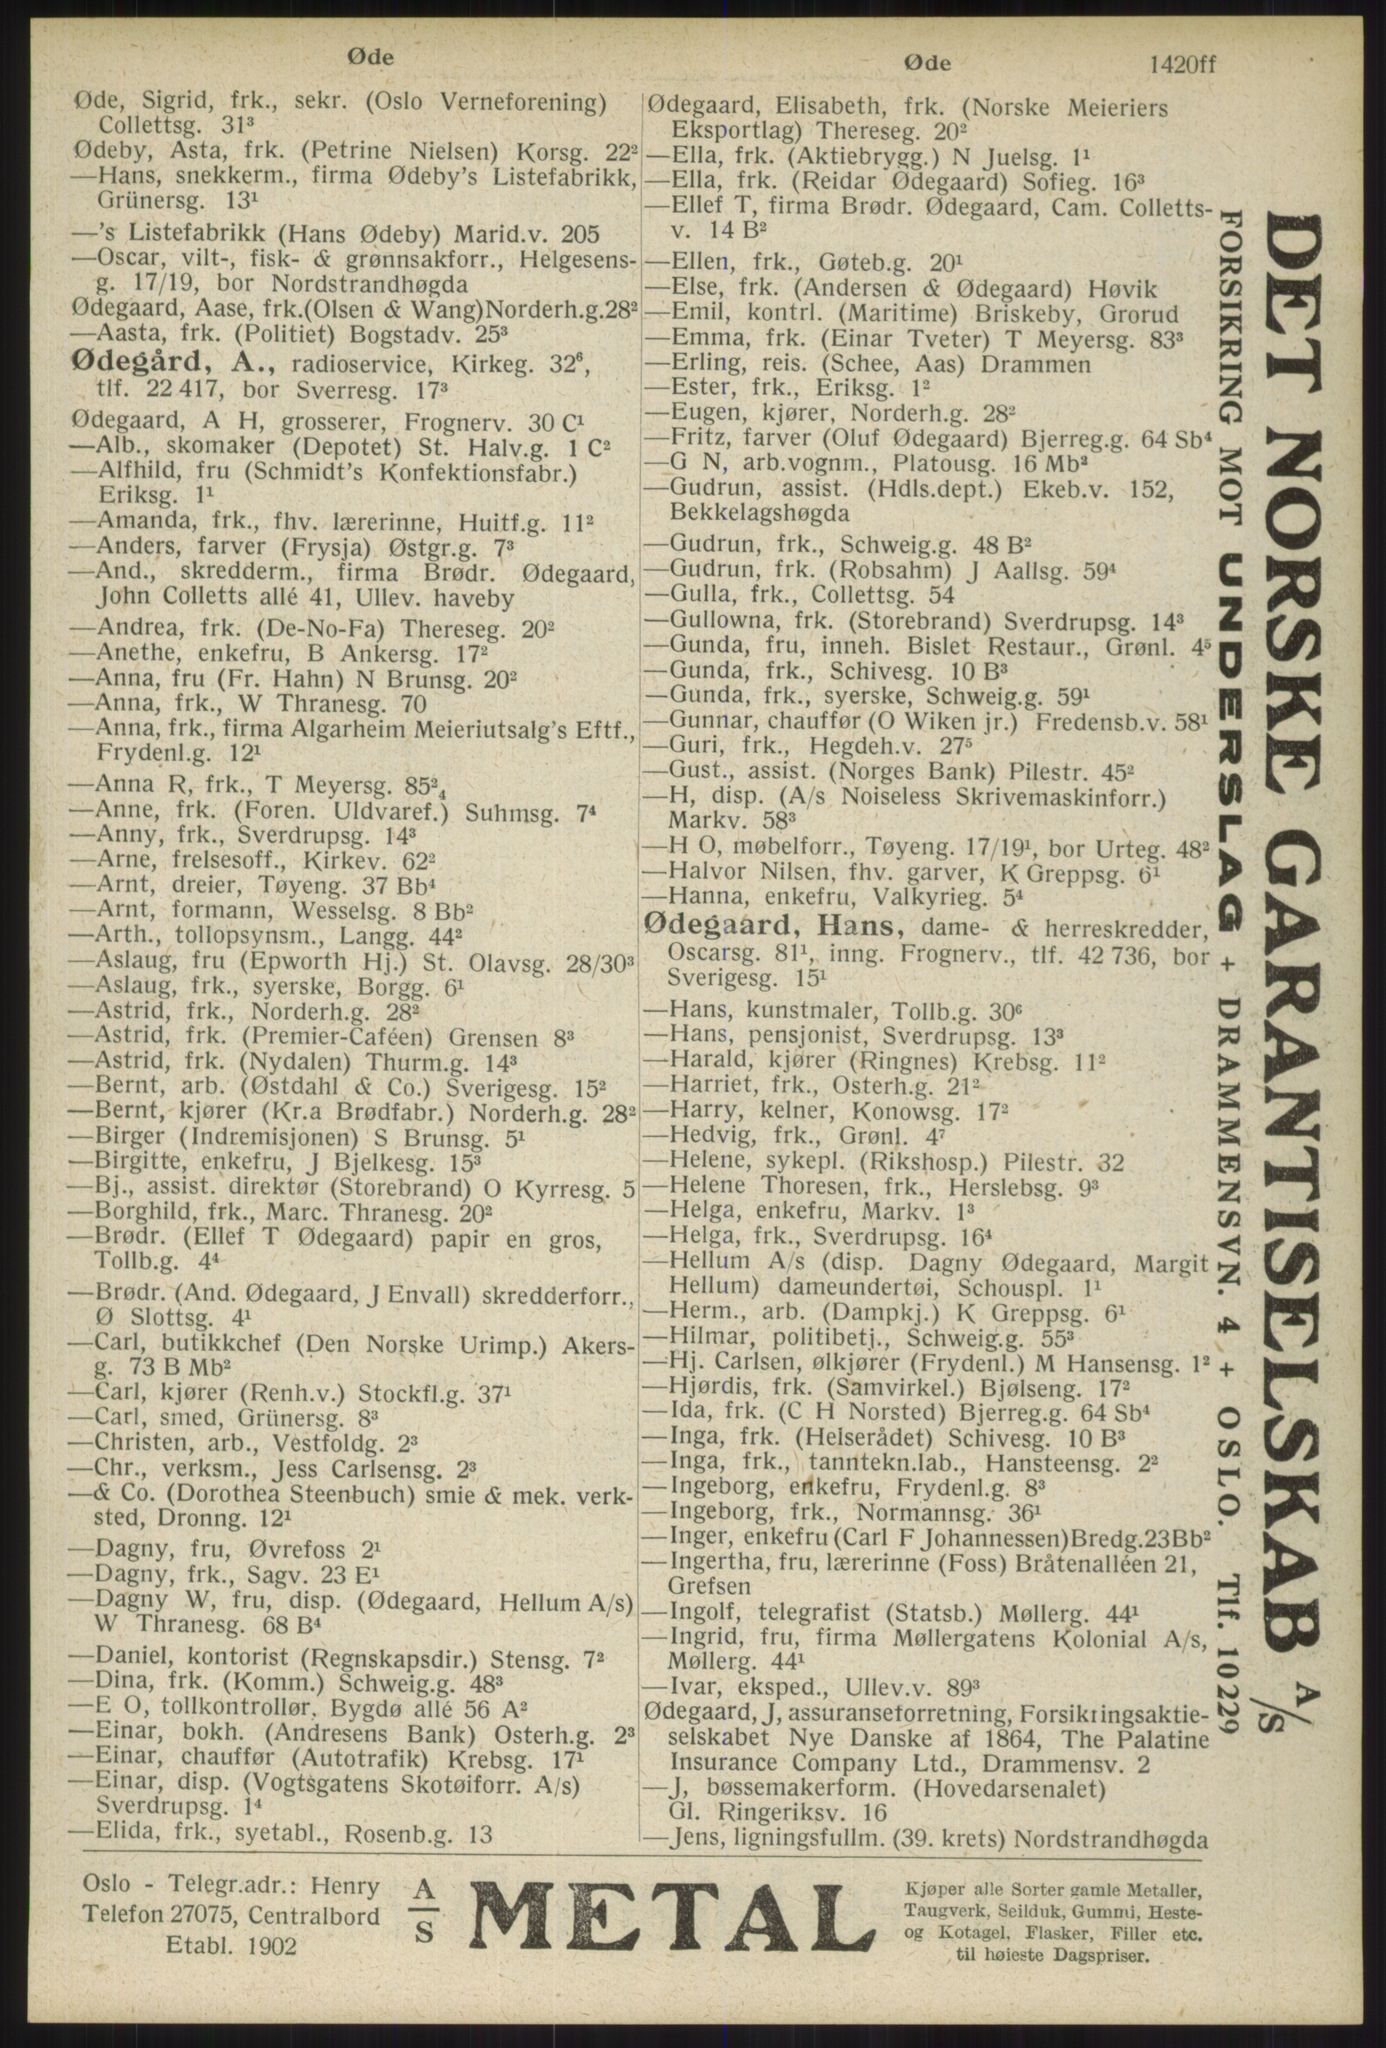 Øde
Øde
1420ff
Øde, Sigrid, frk., sekr. (Oslo Verneforening)
Collettsg. 31³
Ødeby, Asta, frk. (Petrine Nielsen) Korsg. 22²
—Hans, snekkerm., firma Ødeby's Listefabrikk,
Grünersg. 13¹
—'s Listefabrikk (Hans Ødeby) Marid.v. 205
—Oscar, vilt-, fisk- & grønnsakforr., Helgesens-
g. 17/19, bor Nordstrandhøgda
Ødegaard, Aase, frk.(Olsen & Wang)Norderh.g.28²
—Aasta, frk. (Politiet) Bogstadv. 25³
Ødegård, A., radioservice, Kirkeg. 32⁶,
tlf. 22 417, bor Sverresg. 17³
Ødegaard, A H, grosserer, Frognerv. 30 C¹
—Alb., skomaker (Depotet) St. Halv.g. 1 C²
—Alfhild, fru (Schmidt's Konfektionsfabr.)
Eriksg. 1¹
—Amanda, frk., fhv. lærerinne, Huitf.g. 11²
—Anders, farver (Frysja) Østgr.g. 7³
—And., skredderm., firma Brødr. Ødegaard,
John Colletts allé 41, Ullev. haveby
—Andrea, frk. (De-No-Fa) Thereseg. 20²
—Anethe, enkefru, B Ankersg. 17²
—Anna, fru (Fr. Hahn) N Brunsg. 20²
—Anna, frk., W Thranesg. 70
—Anna, frk., firma Algarheim Meieriutsalg's Eftf.,
Frydenl.g. 12¹
—Anna R, frk., T Meyersg. 85²₄
—Anne, frk. (Foren. Uldvaref.) Suhmsg. 7⁴
—Anny, frk., Sverdrupsg. 14³
—Arne, frelsesoff., Kirkev. 62²
—Arnt, dreier, Tøyeng. 37 Bb⁴
—Arnt, formann, Wesselsg. 8 Bb²
—Arth., tollopsynsm., Langg. 44²
—Aslaug, fru (Epworth Hj.) St. Olavsg. 28/30³
—Aslaug, frk., syerske, Borgg. 6¹
—Astrid, frk., Norderh.g. 28²
—Astrid, frk. (Premier-Caféen) Grensen 8³
—Astrid, frk. (Nydalen) Thurm.g. 14³
—Bernt, arb. (Østdahl & Co.) Sverigesg. 15²
—Bernt, kjører (Kr.a Brødfabr.) Norderh.g. 28²
—Birger (Indremisjonen) S Brunsg. 5¹
—Birgitte, enkefru, J Bjelkesg. 15³
—Bj., assist. direktør (Storebrand) O Kyrresg. 5
—Borghild, frk., Marc. Thranesg. 20²
—Brødr. (Ellef T Ødegaard) papir en gros,
Tollb.g. 4⁴
—Brødr. (And. Ødegaard, J Envall) skredderforr.,
Ø Slottsg. 4¹
—Carl, butikkchef (Den Norske Urimp.) Akers-
g. 73 B Mb²
—Carl, kjører (Renh.v.) Stockfl.g. 37¹
—Carl, smed, Grünersg. 8³
—Christen, arb., Vestfoldg. 2³
—Chr., verksm., Jess Carlsensg. 2³
—& Co. (Dorothea Steenbuch) smie & mek. verk-
sted, Dronng. 12¹
—Dagny, fru, Øvrefoss 2¹
—Dagny, frk., Sagv. 23 E¹
—Dagny W, fru, disp. (Ødegaard, Hellum A/s)
W Thranesg. 68 B⁴
—Daniel, kontorist (Regnskapsdir.) Stensg. 7²
—Dina, frk. (Komm.) Schweig.g. 48³
—E O, tollkontrollør, Bygdø allé 56 A²
—Einar, bokh. (Andresens Bank) Osterh.g. 2³
—Einar, chauffør (Autotrafik) Krebsg. 17¹
—Einar, disp. (Vogtsgatens Skotøiforr. A/s)
Sverdrupsg. 1⁴
—Elida, frk., syetabl., Rosenb.g. 13
Ødegaard, Elisabeth, frk. (Norske Meieriers
Eksportlag) Thereseg. 20²
—Ella, frk. (Aktiebrygg.) N Juelsg. 1¹
—Ella, frk. (Reidar Ødegaard) Sofieg. 16³
—Ellef T, firma Brødr. Ødegaard, Cam. Colletts-
v. 14 B²
—Ellen, frk., Gøteb.g. 20¹
—Else, frk. (Andersen & Ødegaard) Høvik
—Emil, kontrl. (Maritime) Briskeby, Grorud
—Emma, frk. (Einar Tveter) T Meyersg. 83³
—Erling, reis. (Schee, Aas) Drammen
—Ester, frk., Eriksg. 1²
—Eugen, kjører, Norderh.g. 28²
—Fritz, farver (Oluf Ødegaard) Bjerreg.g. 64 Sb⁴
—G N, arb.vognm., Platousg. 16 Mb²
—Gudrun, assist. (Hdls.dept.) Ekeb.v. 152,
Bekkelagshøgda
—Gudrun, frk., Schweig.g. 48 B²
—Gudrun, frk. (Robsahm) J Aallsg. 59⁴
—Gulla, frk., Collettsg. 54
—Gullowna, frk. (Storebrand) Sverdrupsg. 14³
—Gunda, fru, inneh. Bislet Restaur., Grønl. 4⁵
—Gunda, frk., Schivesg. 10 B³
—Gunda, frk., syerske, Schweig.g. 59¹
—Gunnar, chauffør (O Wiken jr.) Fredensb.v. 58¹
—Guri, frk., Hegdeh.v. 27⁵
—Gust., assist. (Norges Bank) Pilestr. 45²
—H, disp. (A/s Noiseless Skrivemaskinforr.)
Markv. 58³
—H O, møbelforr., Tøyeng. 17/19¹, bor Urteg. 48²
—Halvor Nilsen, fhv. garver, K Greppsg. 6¹
—Hanna, enkefru, Valkyrieg. 5⁴
Ødegaard, Hans, dame- & herreskredder,
Oscarsg. 81¹, inng. Frognerv., tlf. 42 736, bor
Sverigesg. 15¹
—Hans, kunstmaler, Tollb.g. 30⁶
—Hans, pensjonist, Sverdrupsg. 13³
—Harald, kjører (Ringnes) Krebsg. 11²
—Harriet, frk., Osterh.g. 21²
—Harry, kelner, Konowsg. 17²
—Hedvig, frk., Grønl. 4⁷
—Helene, sykepl. (Rikshosp.) Pilestr. 32
—Helene Thoresen, frk., Herslebsg. 9³
—Helga, enkefru, Markv. 1³
—Helga, frk., Sverdrupsg. 16⁴
—Hellum A/s (disp. Dagny Ødegaard, Margit
Hellum) dameundertøi, Schouspl. 1¹
—Herm., arb. (Dampkj.) K Greppsg. 6¹
—Hilmar, politibetj., Schweig.g. 55³
—Hj. Carlsen, ølkjører (Frydenl.) M Hansensg. 1²
—Hjørdis, frk. (Samvirkel.) Bjølseng. 17²
—Ida, frk. (C H Norsted) Bjerreg.g. 64 Sb⁴
—Inga, frk. (Helserådet) Schivesg. 10 B³
—Inga, frk., tanntekn.lab., Hansteensg. 2²
—Ingeborg, enkefru, Frydenl.g. 8³
—Ingeborg, frk., Normannsg. 36¹
—Inger, enkefru (Carl F Johannessen)Bredg.23Bb²
—Ingertha, fru, lærerinne (Foss) Bråtenalléen 21,
Grefsen
—Ingolf, telegrafist (Statsb.) Møllerg. 44¹
—Ingrid, fru, firma Møllergatens Kolonial A/s,
Møllerg. 44¹
—Ivar, eksped., Ullev.v. 89³
Ødegaard, J, assuranseforretning, Forsikringsaktie-
selskabet Nye Danske af 1864, The Palatine
Insurance Company Ltd., Drammensv. 2
—J, bøssemakerform. (Hovedarsenalet)
Gl. Ringeriksv. 16
—Jens, ligningsfullm. (39. krets) Nordstrandhøgda
DET NORSKE GARANTISELSKAB A/S
FORSIKRING MOT UNDERSLAG + DRAMMENSVN. 4 + OSLO. Tlf. 10229
Oslo - Telegr.adr.: Henry
Telefon 27075, Centralbord
Etabl. 1902
A/S METAL
Kjøper alle Sorter gamle Metaller,
Taugverk, Seilduk, Gummi, Heste-
og Kotagel, Flasker, Filler etc.
til høieste Dagspriser.